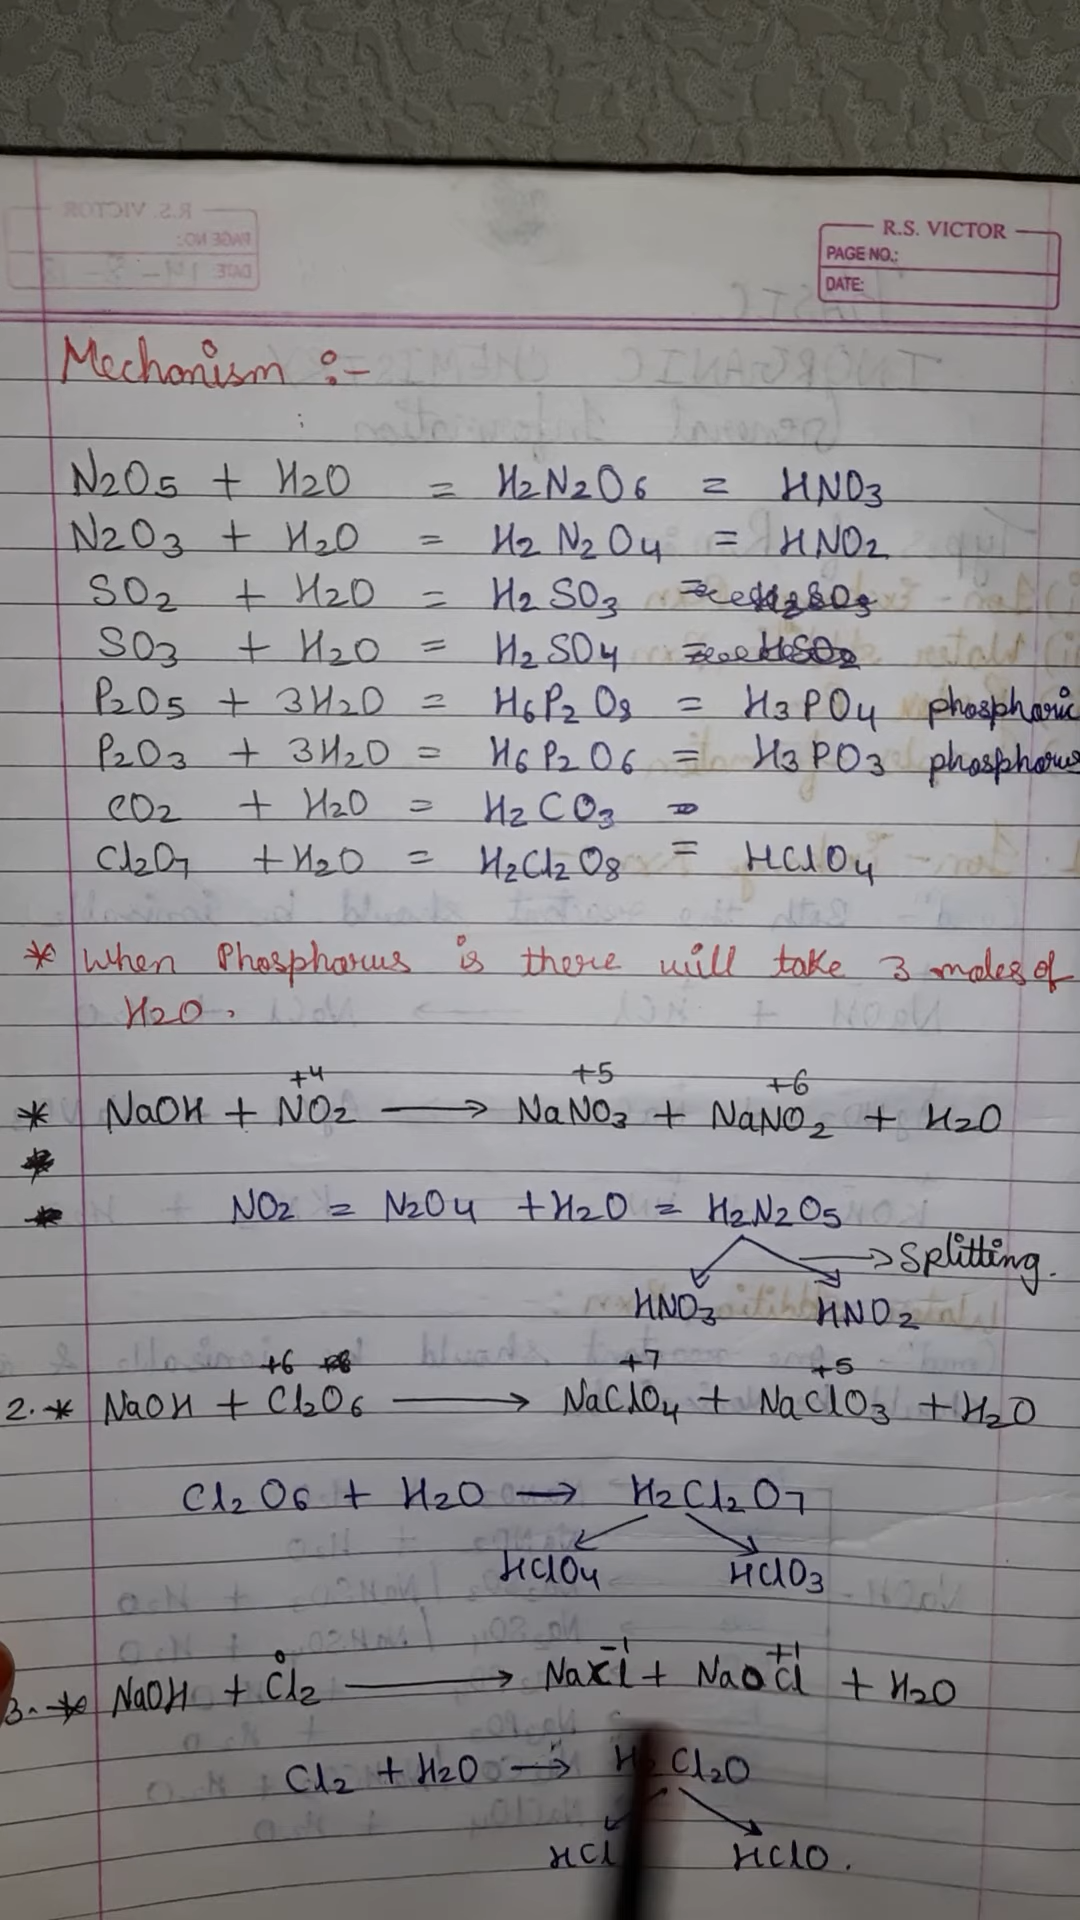 R.S. VICTOR
PAGE NO.:
DATE:
Mechanism :-
N2O5 + H2O = H2N2O6 = HNO3
N2O3 + H2O = H2N2O4 = HNO2
SO2 + H2O = H2SO3
SO3 + H2O = H2SO4
P2O5 + 3H2O = H6P2O8 = H3PO4 phosphoric
P2O3 + 3H2O = H6P2O6 = H3PO3 phosphorus
CO2 + H2O = H2CO3 =
Cl2O7 + H2O = H2Cl2O8 = HClO4
* When Phosphorus is there will take 3 moles of
H2O.
+4 +5 +6
* NaOH + NO2 ⟶ NaNO3 + NaNO2 + H2O
NO2 = N2O4 + H2O = H2N2O5
→ Splitting.
HNO3 HNO2
+6 +7 +5
2. * NaOH + Cl2O6 ⟶ NaClO4 + NaClO3 + H2O
Cl2O6 + H2O → H2Cl2O7
HClO4 HClO3
0 -1 +1
3. * NaOH + Cl2 ⟶ NaCl + NaOCl + H2O
Cl2 + H2O → H2Cl2O
HCl HClO.